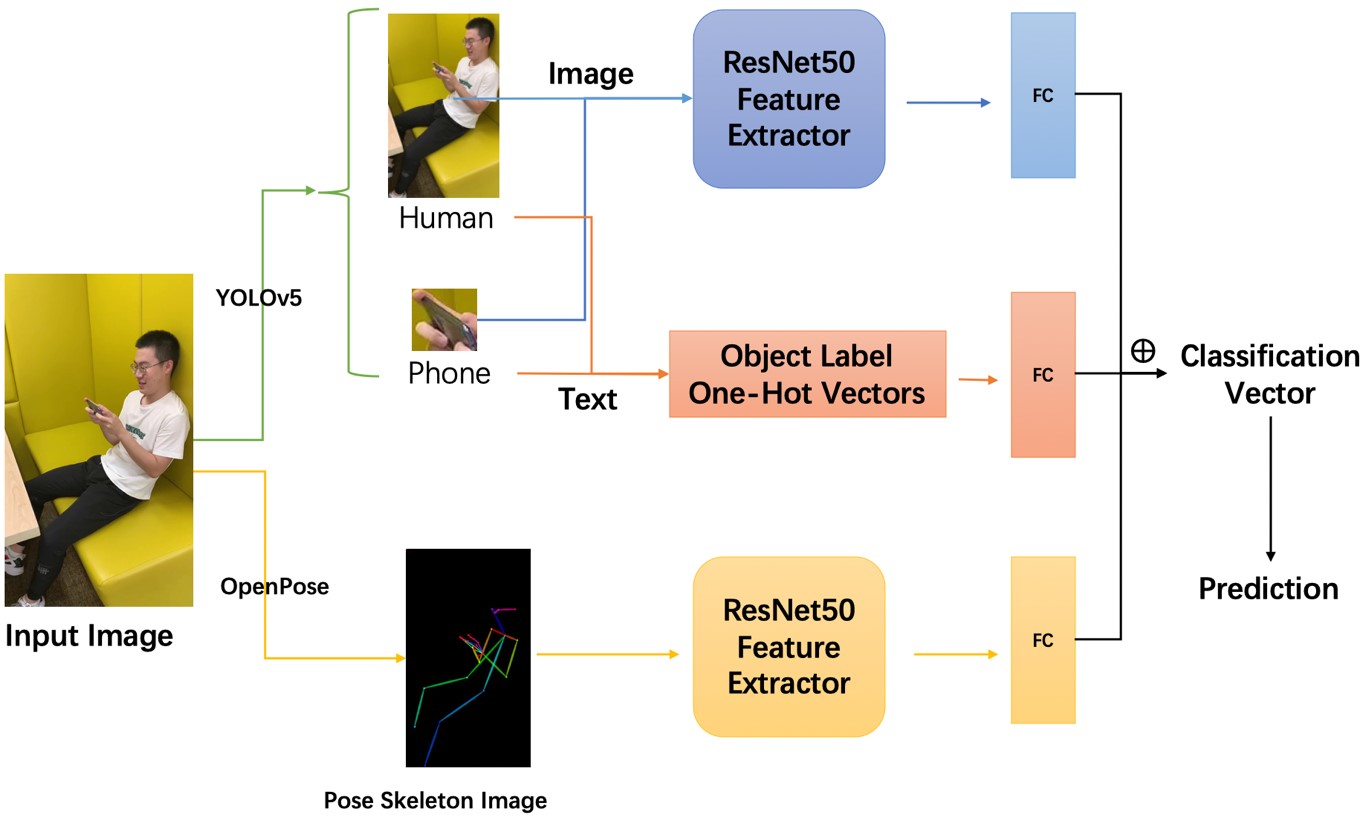 Image
ResNet50
Feature
Extractor
FC
Human
YOLOv5
Phone
Text
Object Label
One-Hot Vectors
FC
⊕
Classification
Vector
Input Image
OpenPose
Pose Skeleton Image
ResNet50
Feature
Extractor
FC
Prediction